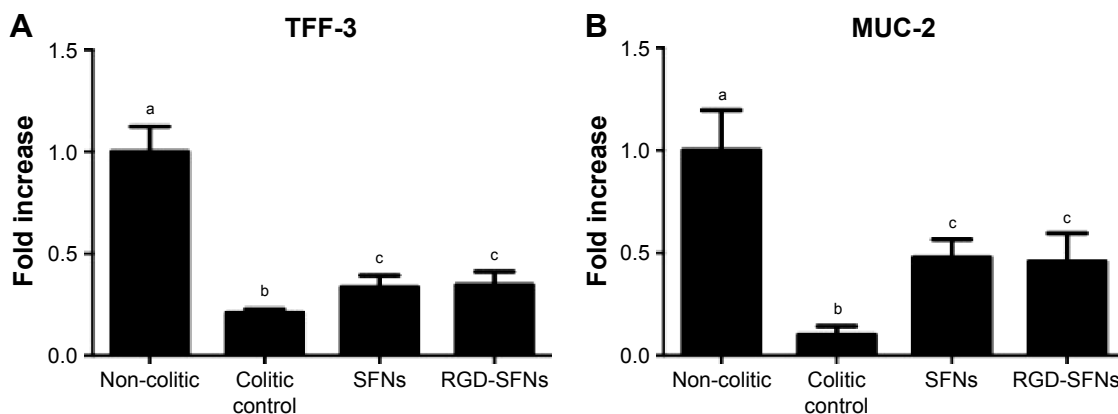 A
TFF-3
1.5
1.0
0.5
0.0
Fold increase
a
b
c
c
Non-colitic
Colitic
control
SFNs
RGD-SFNs
B
MUC-2
1.5
1.0
0.5
0.0
Fold increase
a
b
c
c
Non-colitic
Colitic
control
SFNs
RGD-SFNs